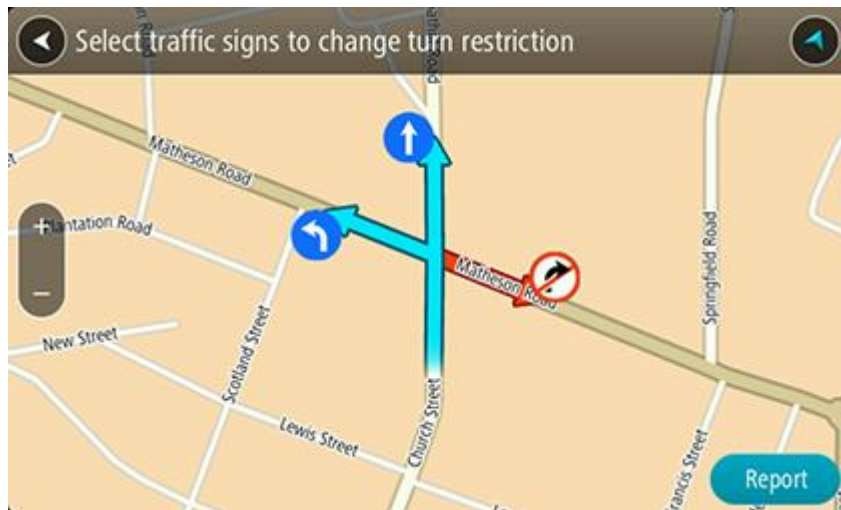 Select traffic signs to change turn restriction
Matheson Road
Plantation Road
Matheson Road
Springfield Road
New Street
Scotland Street
Lewis Street
Church Street
Francis Street
Report